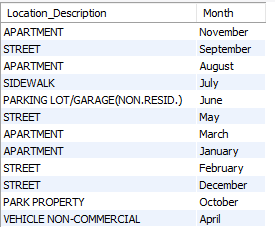 Location_Description Month
APARTMENT November
STREET September
APARTMENT August
SIDEWALK July
PARKING LOT/GARAGE(NON.RESID.) June
STREET May
APARTMENT March
APARTMENT January
STREET February
STREET December
PARK PROPERTY October
VEHICLE NON-COMMERCIAL April